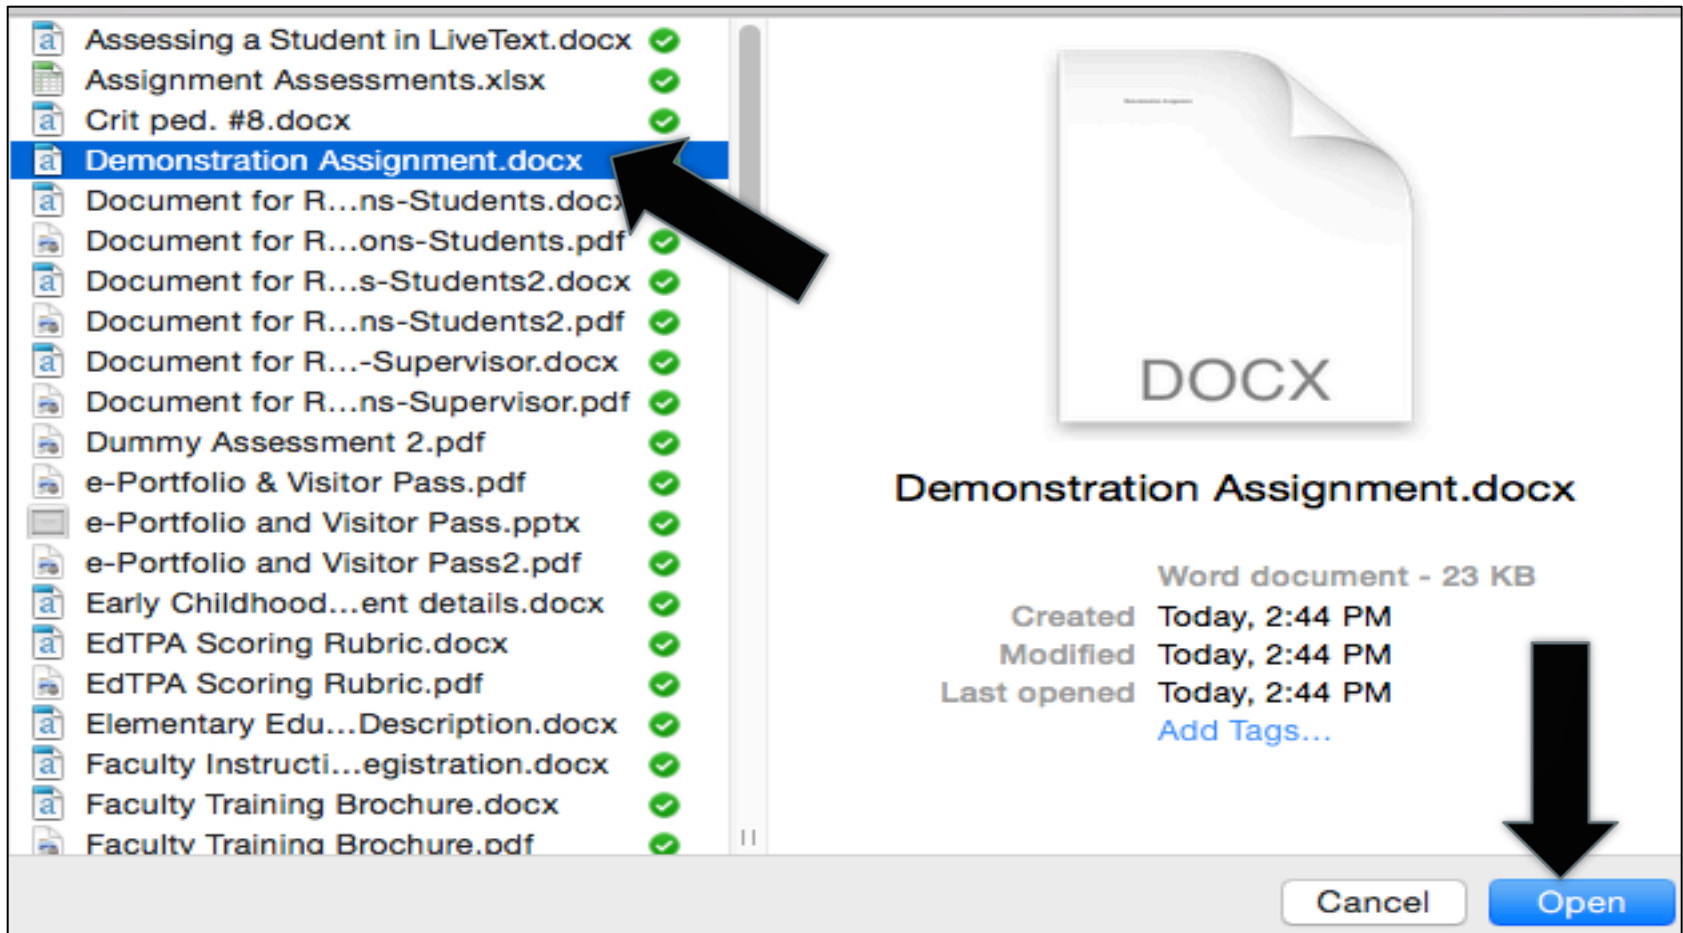 Assessing a Student in LiveText.docx
Assignment Assessments.xlsx
Crit ped. #8.docx
Demonstration Assignment.docx
Document for R...ns-Students.docx
Document for R...ons-Students.pdf
Document for R...s-Students2.docx
Document for R...ns-Students2.pdf
Document for R...-Supervisor.docx
Document for R...ns-Supervisor.pdf
Dummy Assessment 2.pdf
e-Portfolio & Visitor Pass.pdf
e-Portfolio and Visitor Pass.pptx
e-Portfolio and Visitor Pass2.pdf
Early Childhood...ent details.docx
EdTPA Scoring Rubric.docx
EdTPA Scoring Rubric.pdf
Elementary Edu...Description.docx
Faculty Instructi...egistration.docx
Faculty Training Brochure.docx
Faculty Training Brochure.pdf
DOCX
Demonstration Assignment.docx
Word document - 23 KB
Created Today, 2:44 PM
Modified Today, 2:44 PM
Last opened Today, 2:44 PM
Add Tags...
Cancel
Open